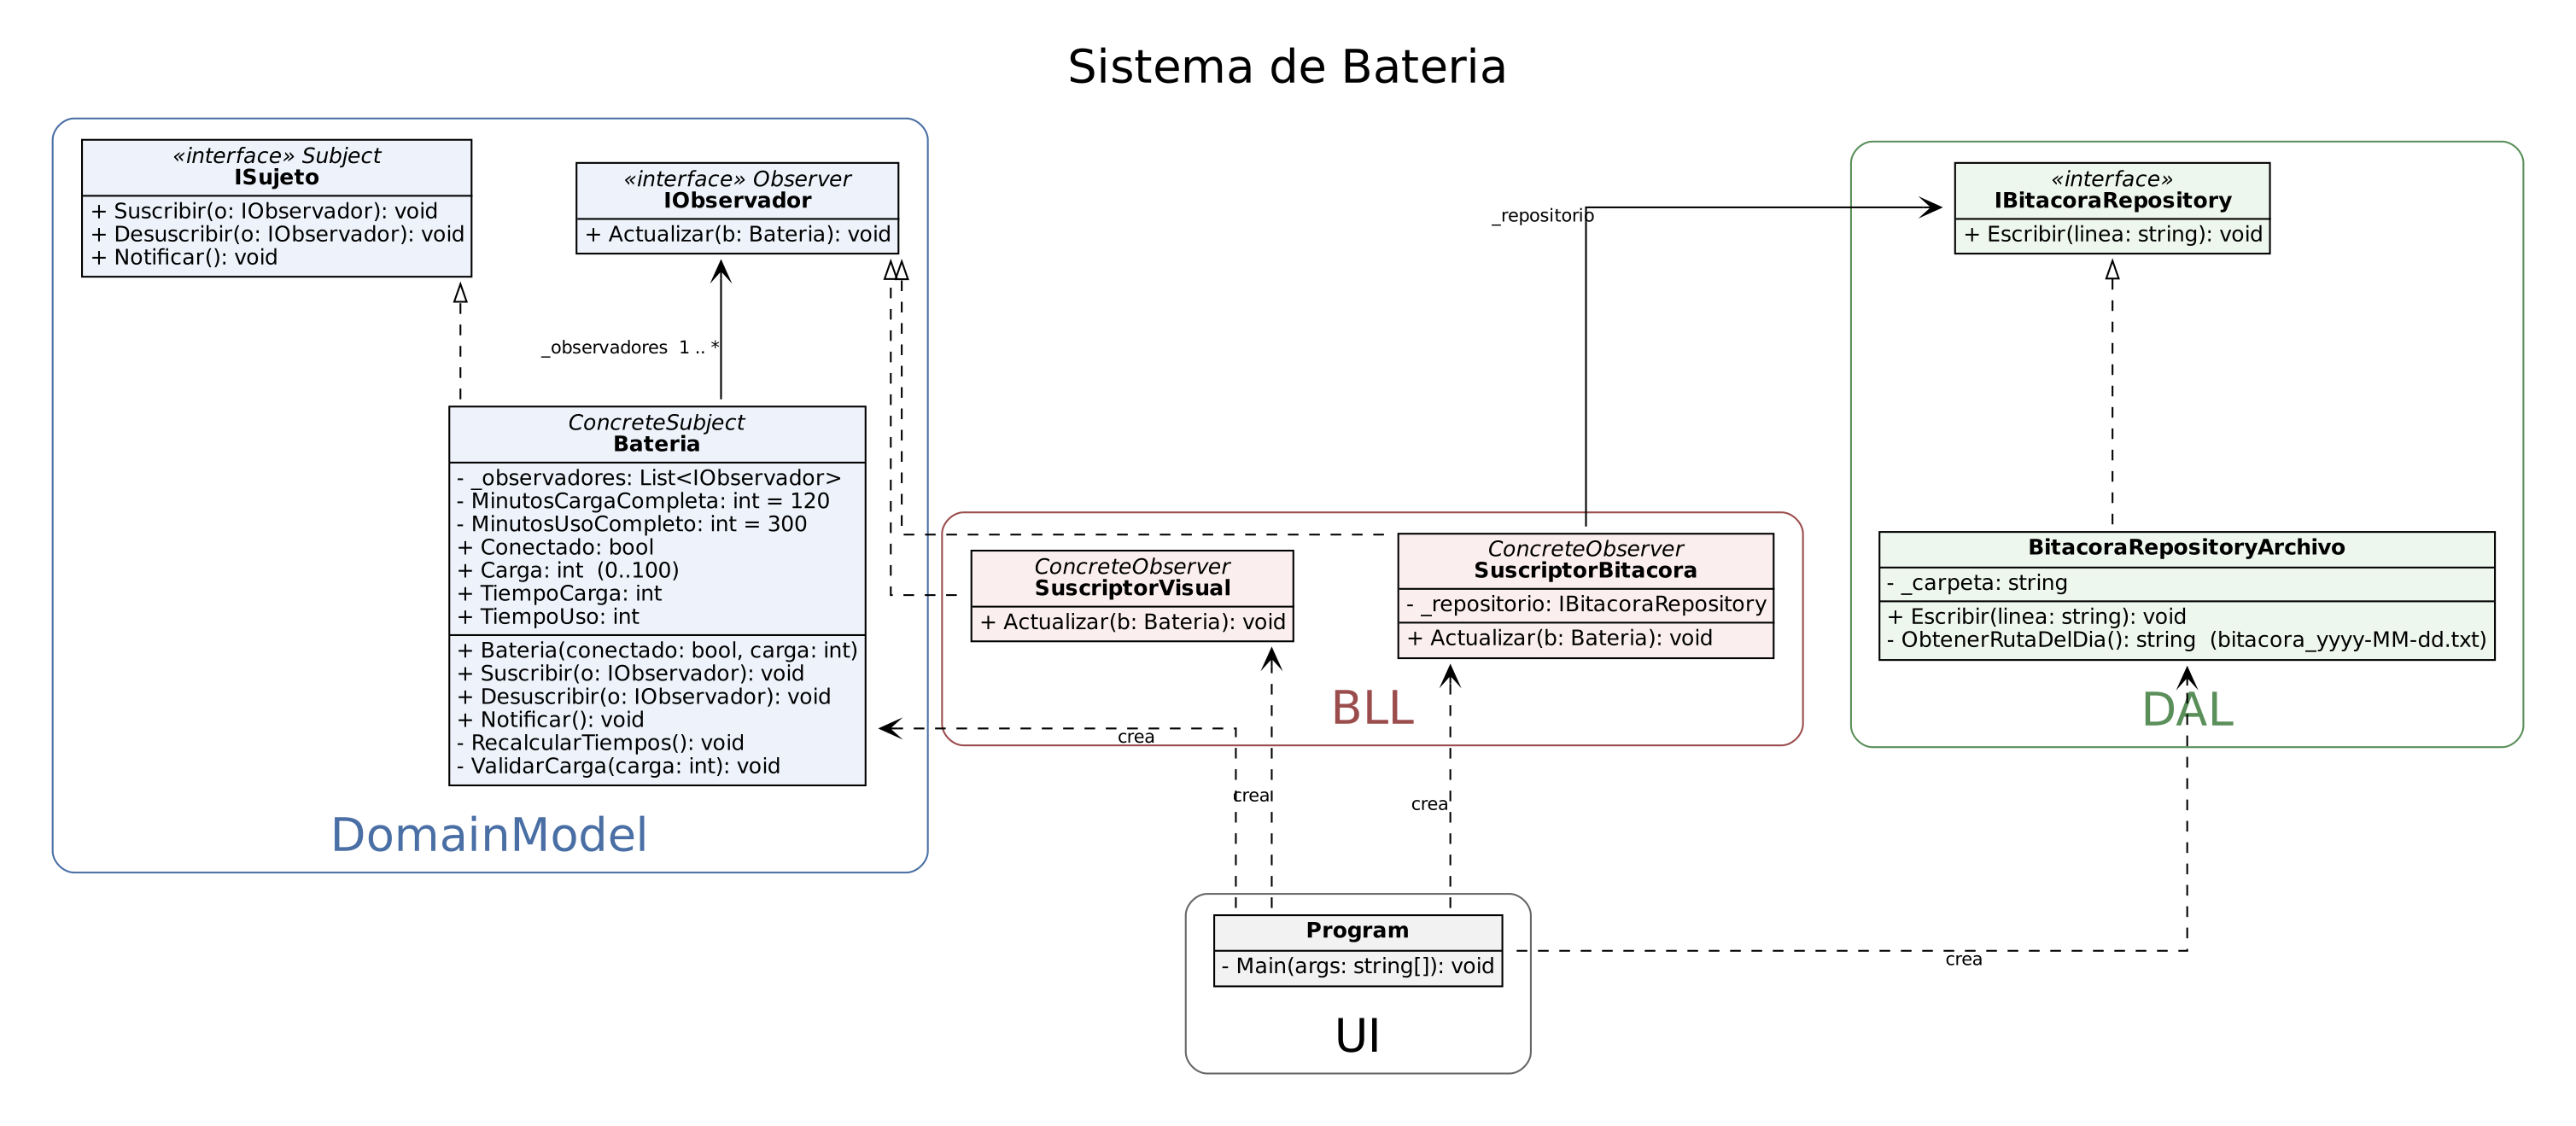 Sistema de Bateria
«interface» Subject
ISujeto
+ Suscribir(o: IObservador): void
+ Desuscribir(o: IObservador): void
+ Notificar(): void
«interface» Observer
IObservador
+ Actualizar(b: Bateria): void
_observadores  1 .. *
ConcreteSubject
Bateria
- _observadores: List<IObservador>
- MinutosCargaCompleta: int = 120
- MinutosUsoCompleto: int = 300
+ Conectado: bool
+ Carga: int  (0..100)
+ TiempoCarga: int
+ TiempoUso: int
+ Bateria(conectado: bool, carga: int)
+ Suscribir(o: IObservador): void
+ Desuscribir(o: IObservador): void
+ Notificar(): void
- RecalcularTiempos(): void
- ValidarCarga(carga: int): void
DomainModel
ConcreteObserver
SuscriptorVisual
+ Actualizar(b: Bateria): void
ConcreteObserver
SuscriptorBitacora
- _repositorio: IBitacoraRepository
+ Actualizar(b: Bateria): void
BLL
_repositorio
«interface»
IBitacoraRepository
+ Escribir(linea: string): void
BitacoraRepositoryArchivo
- _carpeta: string
+ Escribir(linea: string): void
- ObtenerRutaDelDia(): string  (bitacora_yyyy-MM-dd.txt)
DAL
crea
crea
crea
crea
Program
- Main(args: string[]): void
UI